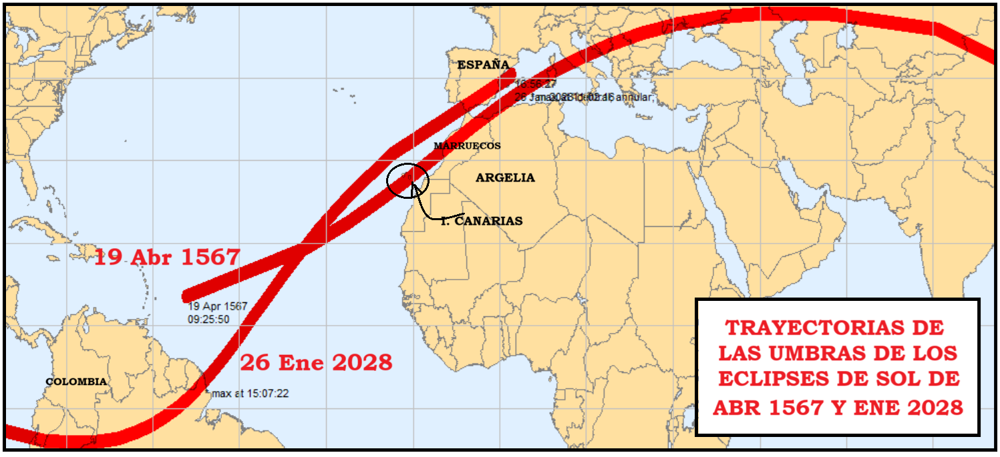 ESPAÑA
16:56:27
MARRUECOS
ARGELIA
I. CANARIAS
19 Abr 1567
19 Apr 1567
09:25:50
26 Ene 2028
COLOMBIA
* max at 15:07:22
TRAYECTORIAS DE
LAS UMBRAS DE LOS
ECLIPSES DE SOL DE
ABR 1567 Y ENE 2028